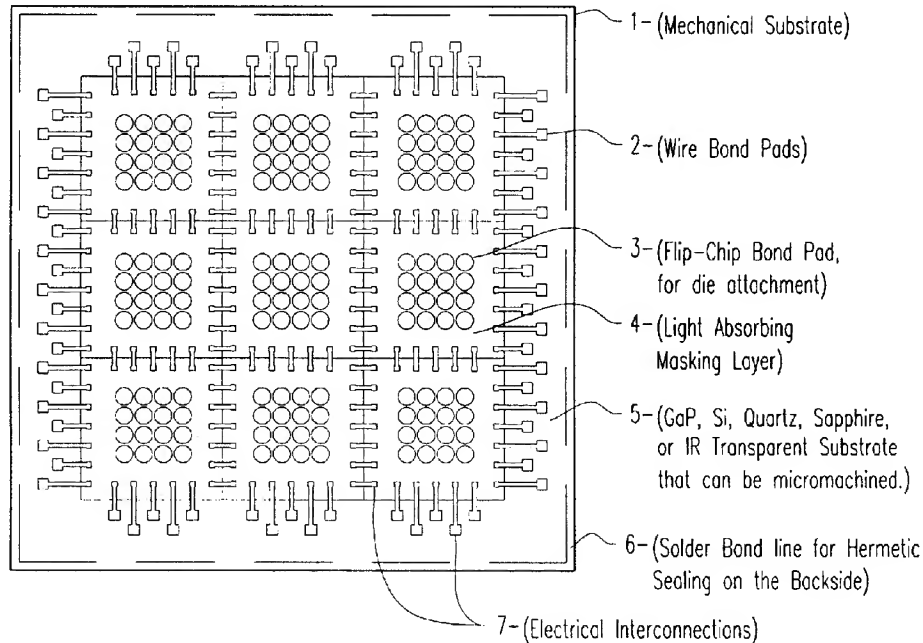 1-(Mechanical Substrate)
2-(Wire Bond Pads)
3-(Flip-Chip Bond Pad,
for die attachment)
4-(Light Absorbing
Masking Layer)
5-(GaP, Si, Quartz, Sapphire,
or IR Transparent Substrate
that can be micromachined.)
6-(Solder Bond line for Hermetic
Sealing on the Backside)
7-(Electrical Interconnections)